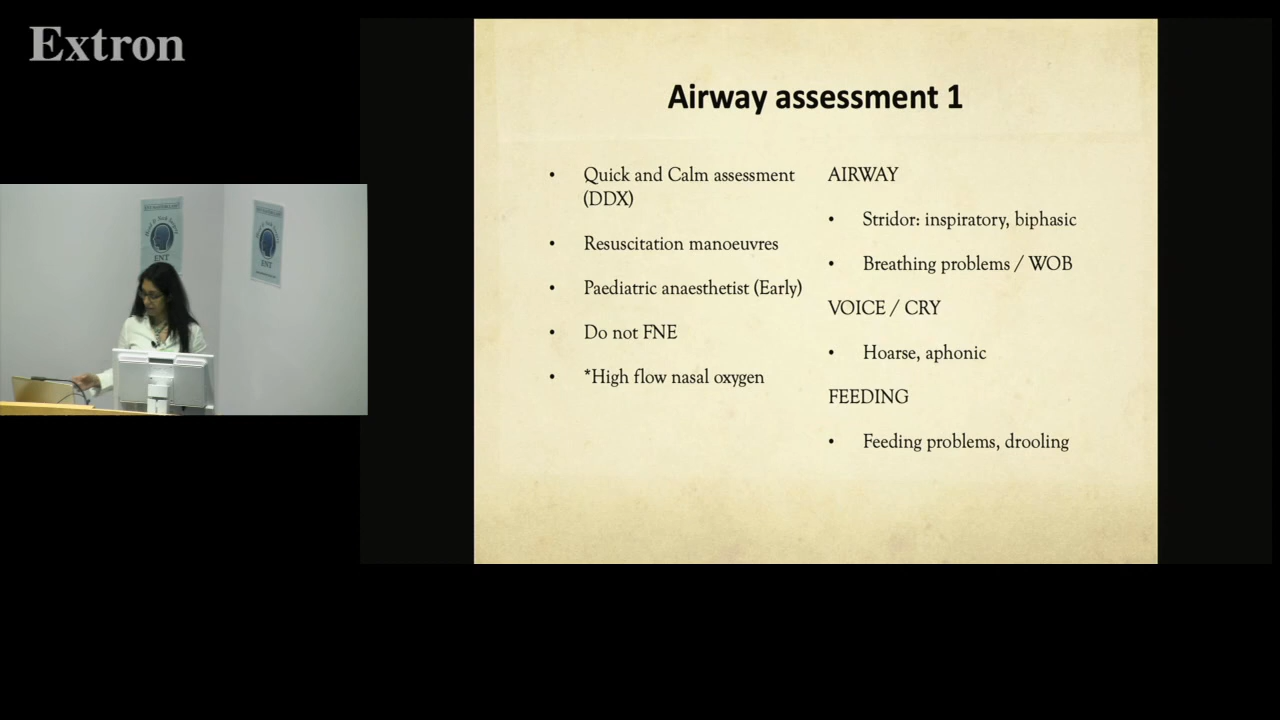 Extron
Airway assessment 1
• Quick and Calm assessment
(DDX)
• Resuscitation manoeuvres
• Paediatric anaesthetist (Early)
• Do not FNE
• *High flow nasal oxygen
AIRWAY
• Stridor: inspiratory, biphasic
• Breathing problems / WOB
VOICE / CRY
• Hoarse, aphonic
FEEDING
• Feeding problems, drooling
ENT
ENT